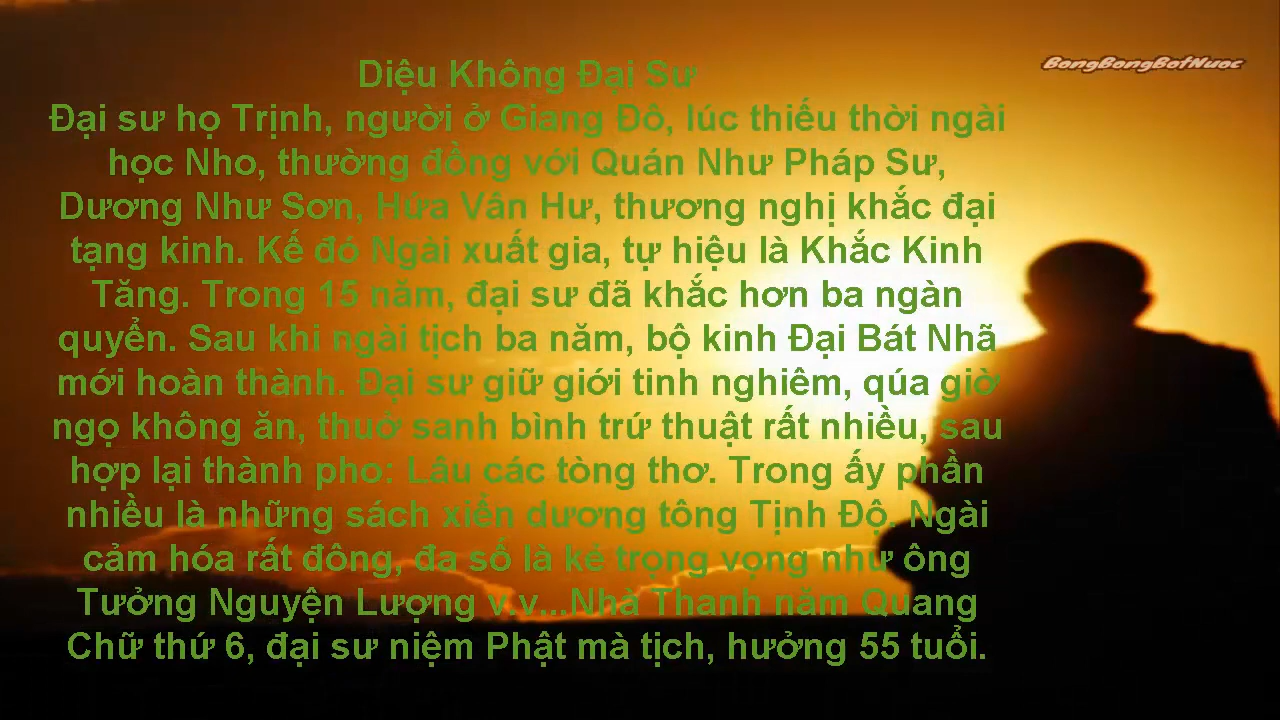 BongBongBotNuoc
Diệu Không Đại Sư
Đại sư họ Trịnh, người ở Giang Đô, lúc thiếu thời ngài
học Nho, thường đồng với Quán Như Pháp Sư,
Dương Như Sơn, Hứa Vân Hư, thương nghị khắc đại
tạng kinh. Kế đó Ngài xuất gia, tự hiệu là Khắc Kinh
Tăng. Trong 15 năm, đại sư đã khắc hơn ba ngàn
quyển. Sau khi ngài tịch ba năm, bộ kinh Đại Bát Nhã
mới hoàn thành. Đại sư giữ giới tinh nghiêm, qúa giờ
ngọ không ăn, thuở sanh bình trứ thuật rất nhiều, sau
hợp lại thành pho: Lâu các tòng thơ. Trong ấy phần
nhiều là những sách xiển dương tông Tịnh Độ. Ngài
cảm hóa rất đông, đa số là kẻ trọng vọng như ông
Tưởng Nguyện Lượng v.v...Nhà Thanh năm Quang
Chữ thứ 6, đại sư niệm Phật mà tịch, hưởng 55 tuổi.